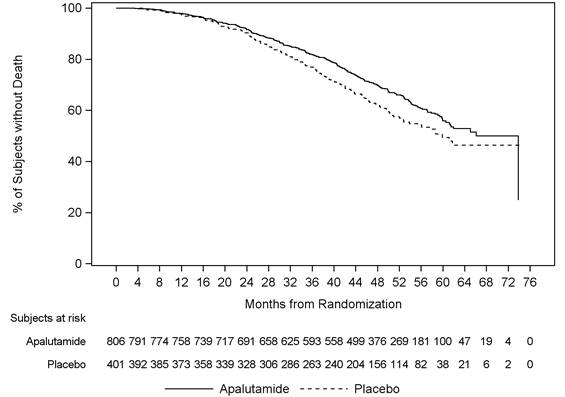 100
80
60
40
20
0
% of Subjects without Death
0 4 8 12 16 20 24 28 32 36 40 44 48 52 56 60 64 68 72 76
Months from Randomization
Subjects at risk
Apalutamide 806 791 774 758 739 717 691 658 625 593 558 499 376 269 181 100 47 19 4 0
Placebo 401 392 385 373 358 339 328 306 286 263 240 204 156 114 82 38 21 6 2 0
Apalutamide Placebo